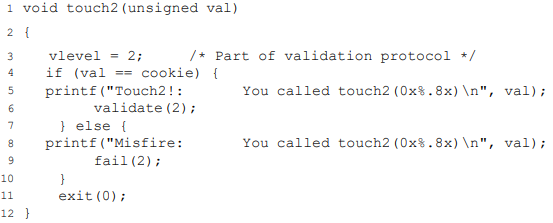 1 void touch2(unsigned val)
2 {
3 vlevel = 2; /* Part of validation protocol */
4 if (val == cookie) {
5 printf("Touch2!: You called touch2(0x%.8x)\n", val);
6 validate(2);
7 } else {
8 printf("Misfire: You called touch2(0x%.8x)\n", val);
9 fail(2);
10 }
11 exit(0);
12 }